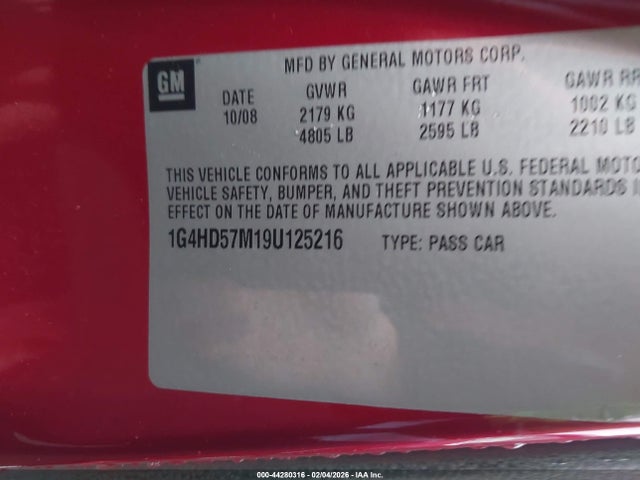 GM
MFD BY GENERAL MOTORS CORP.
DATE GVWR GAWR FRT GAWR RR
10/08 2179 KG 1177 KG 1002 KG
4805 LB 2595 LB 2210 LB
THIS VEHICLE CONFORMS TO ALL APPLICABLE U.S. FEDERAL MOTO
VEHICLE SAFETY, BUMPER, AND THEFT PREVENTION STANDARDS I
EFFECT ON THE DATE OF MANUFACTURE SHOWN ABOVE.
1G4HD57M19U125216 TYPE: PASS CAR
000-44280316 - 02/04/2026 - IAA Inc.